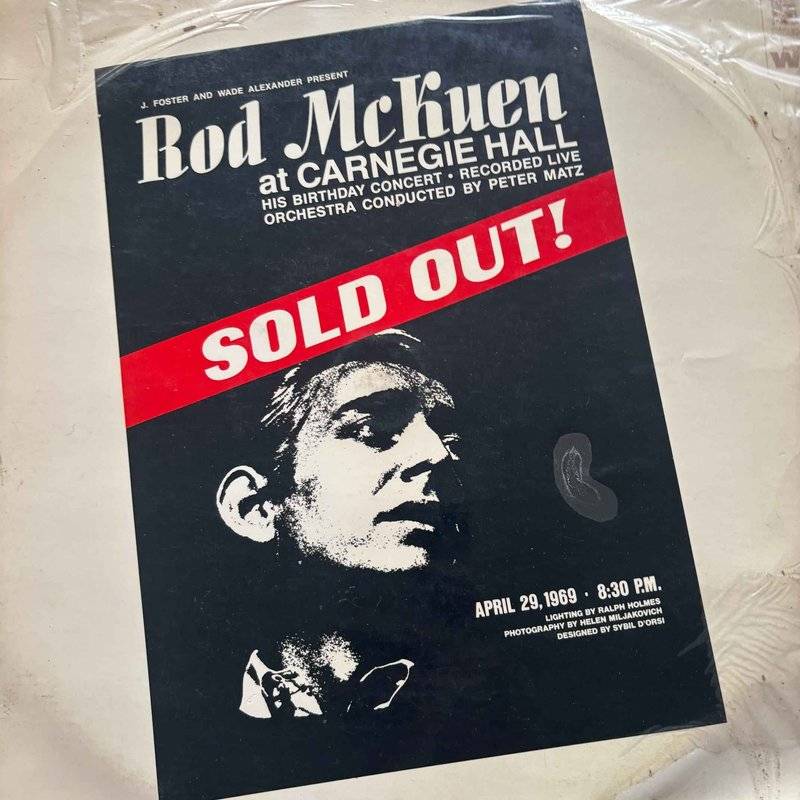 J. FOSTER AND WADE ALEXANDER PRESENT
Rod McKuen
at CARNEGIE HALL
HIS BIRTHDAY CONCERT • RECORDED LIVE
ORCHESTRA CONDUCTED BY PETER MATZ
SOLD OUT!
APRIL 29, 1969 · 8:30 P.M.
LIGHTING BY RALPH HOLMES
PHOTOGRAPHY BY HELEN MILJAKOVICH
DESIGNED BY SYBIL D'ORSI